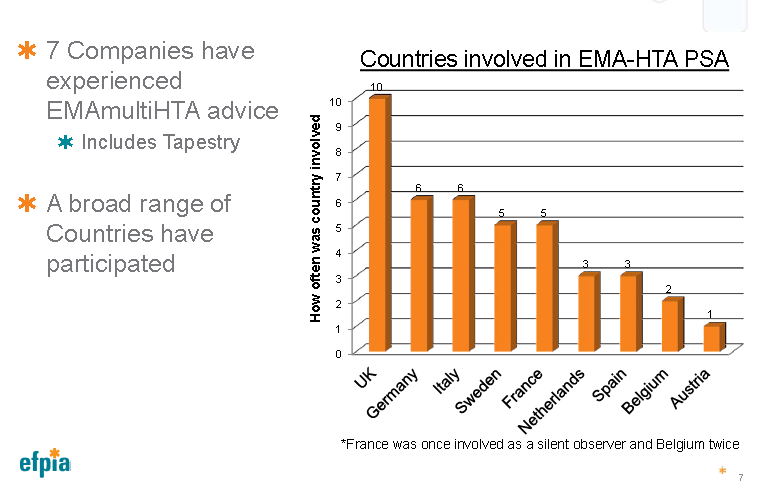 ✱ 7 Companies have
experienced
EMAmultiHTA advice
✱ Includes Tapestry
✱ A broad range of
Countries have
participated
Countries involved in EMA-HTA PSA
How often was country involved
10
9
8
7
6
5
4
3
2
1
0
10
6
6
5
5
3
3
2
1
UK
Germany
Italy
Sweden
France
Netherlands
Spain
Belgium
Austria
*France was once involved as a silent observer and Belgium twice
efpia
* 7